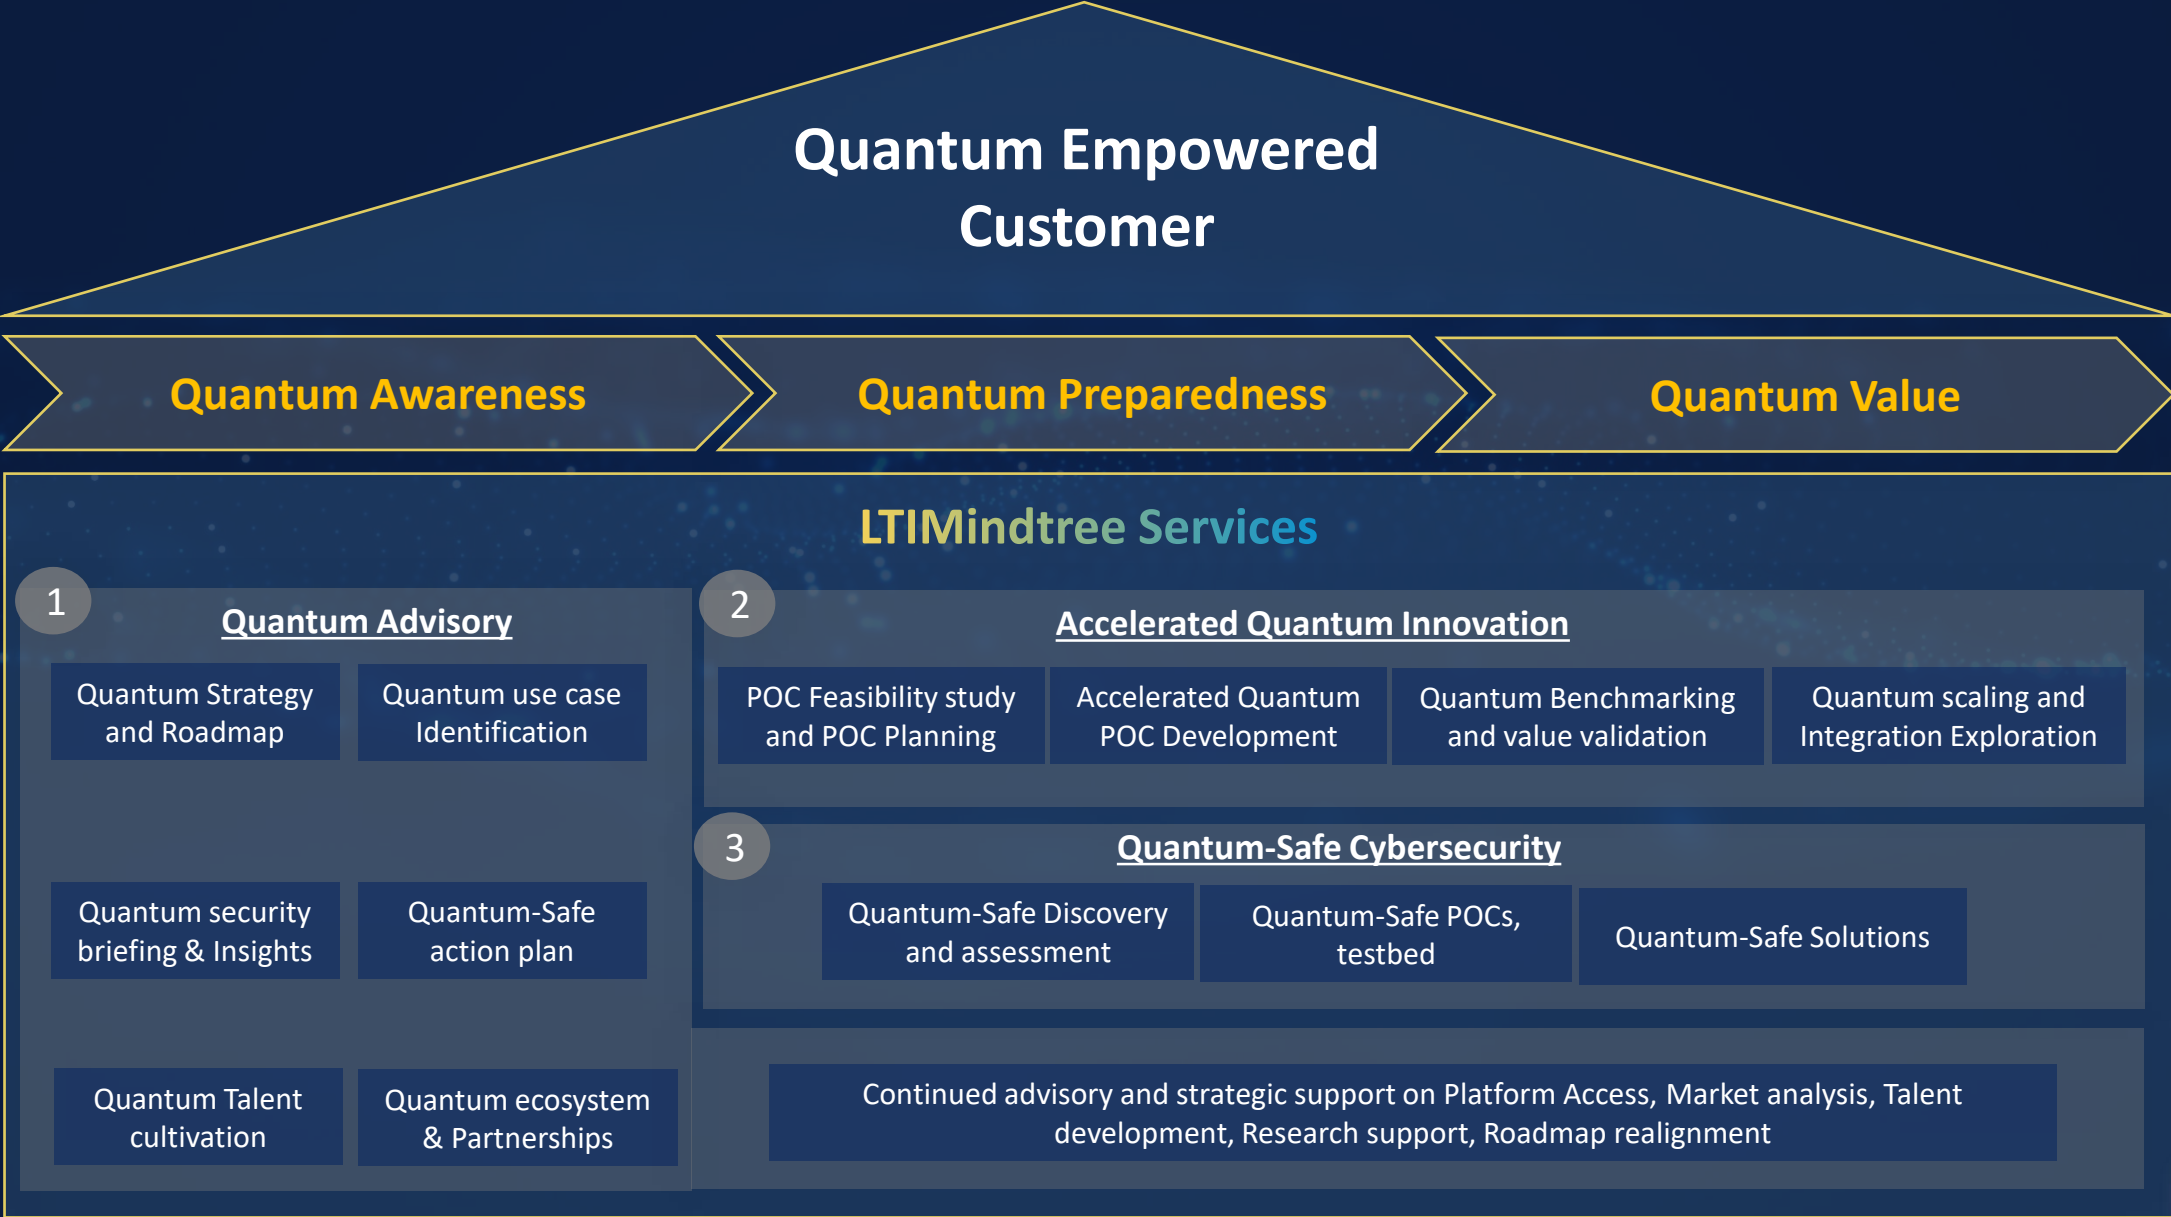 Quantum Empowered
Customer
Quantum Awareness
Quantum Preparedness
Quantum Value
LTIMindtree Services
1
Quantum Advisory
Quantum Strategy
and Roadmap
Quantum use case
Identification
Quantum security
briefing & Insights
Quantum-Safe
action plan
Quantum Talent
cultivation
Quantum ecosystem
& Partnerships
2
Accelerated Quantum Innovation
POC Feasibility study
and POC Planning
Accelerated Quantum
POC Development
Quantum Benchmarking
and value validation
Quantum scaling and
Integration Exploration
3
Quantum-Safe Cybersecurity
Quantum-Safe Discovery
and assessment
Quantum-Safe POCs,
testbed
Quantum-Safe Solutions
Continued advisory and strategic support on Platform Access, Market analysis, Talent
development, Research support, Roadmap realignment